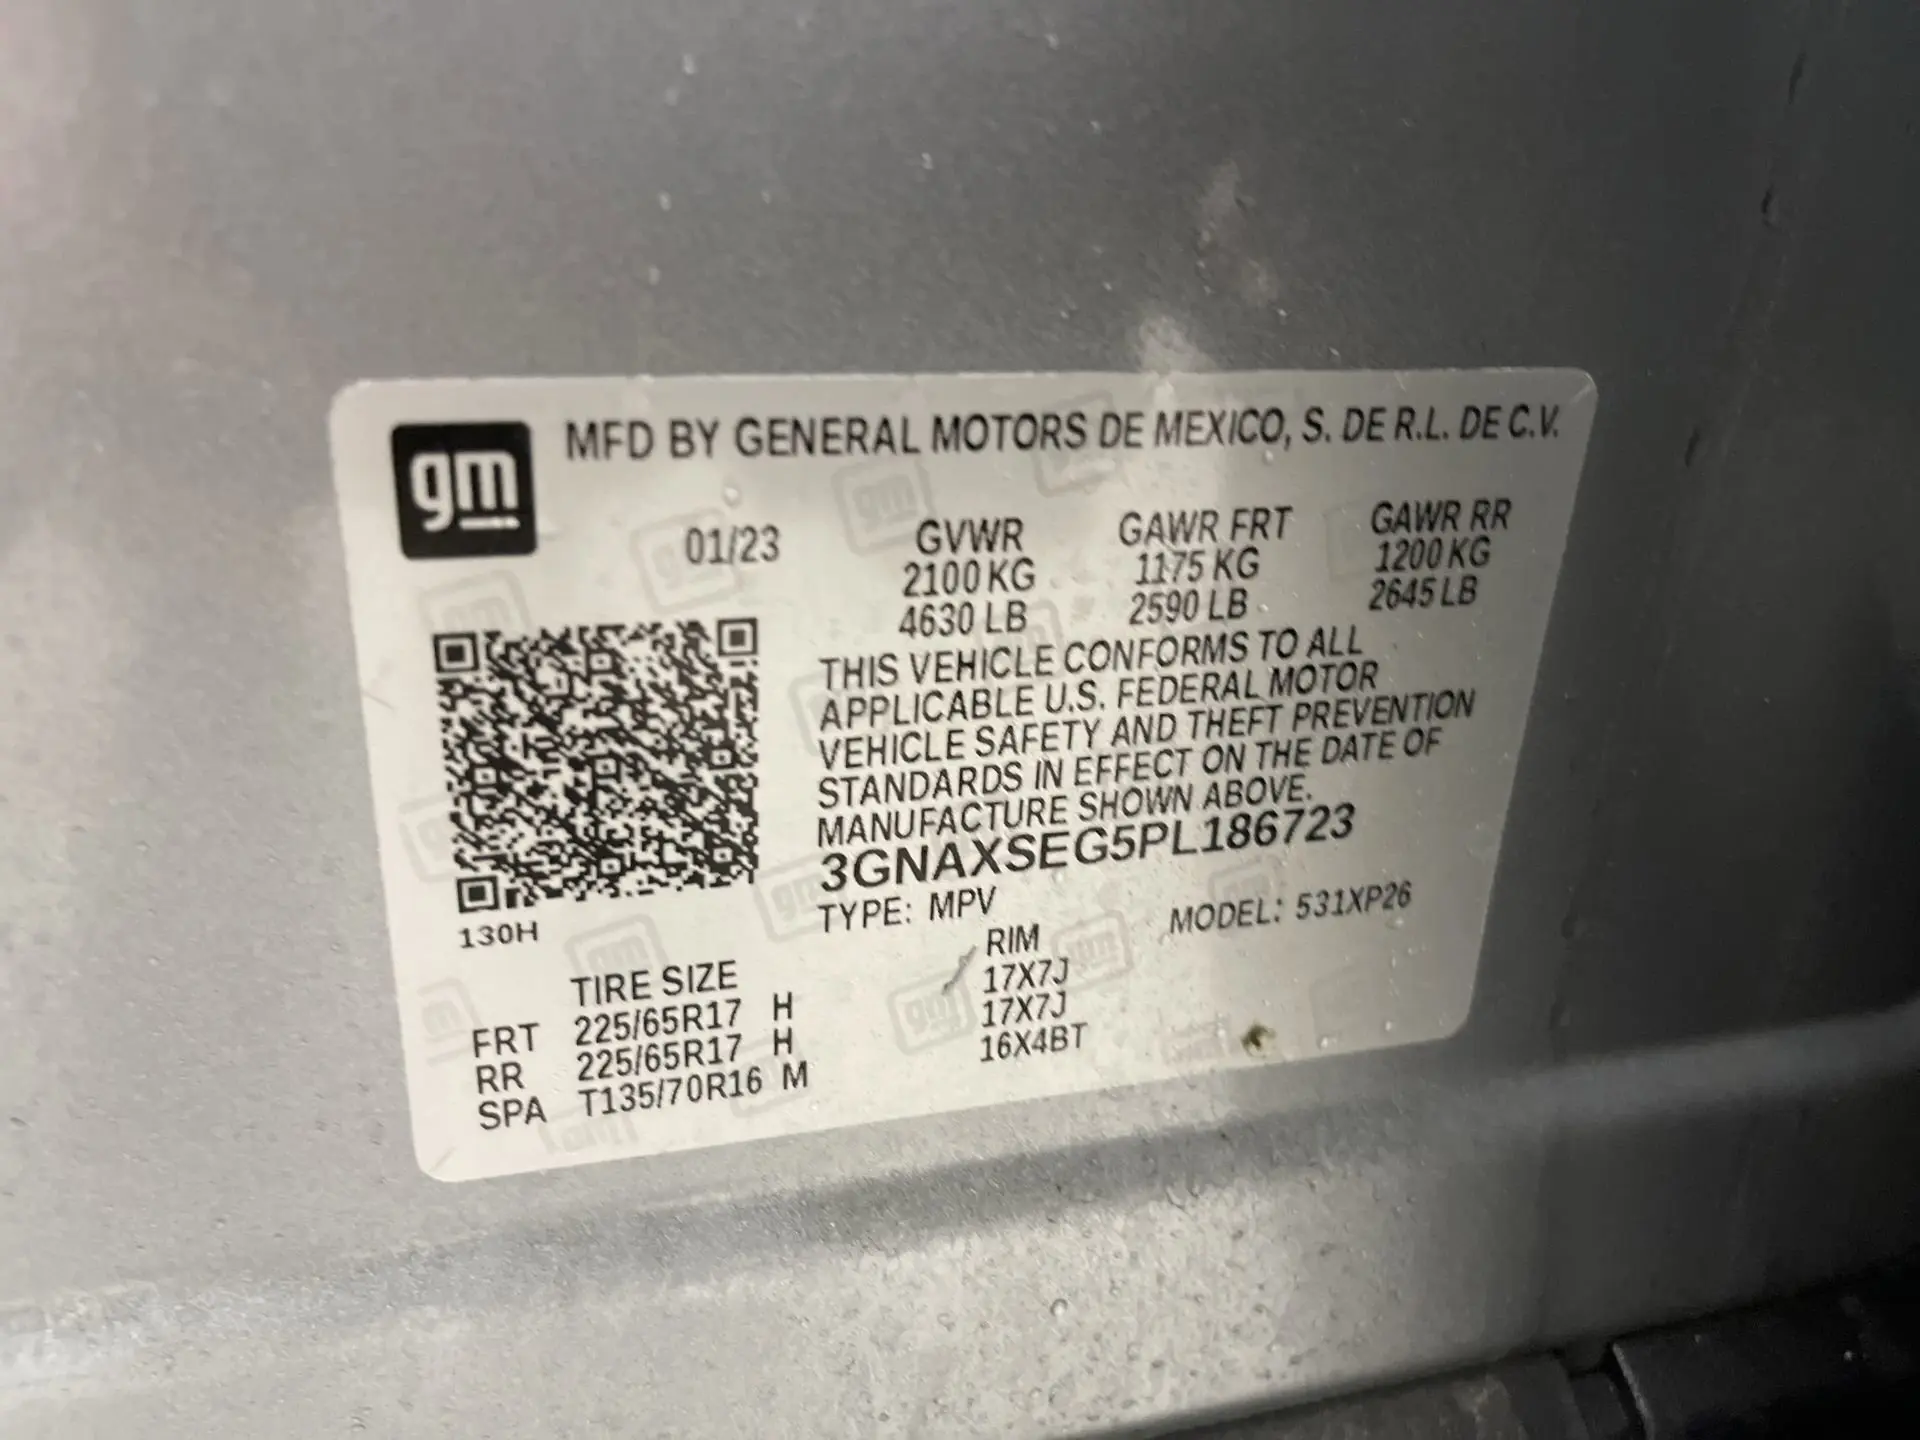 gm
MFD BY GENERAL MOTORS DE MEXICO, S. DE R.L. DE C.V.
01/23 GVWR GAWR FRT GAWR RR
2100 KG 1175 KG 1200 KG
4630 LB 2590 LB 2645 LB
THIS VEHICLE CONFORMS TO ALL
APPLICABLE U.S. FEDERAL MOTOR
VEHICLE SAFETY AND THEFT PREVENTION
STANDARDS IN EFFECT ON THE DATE OF
MANUFACTURE SHOWN ABOVE.
3GNAXSEG5PL186723
TYPE: MPV MODEL: 531XP26
130H
TIRE SIZE RIM
FRT 225/65R17 H 17X7J
RR 225/65R17 H 17X7J
SPA T135/70R16 M 16X4BT